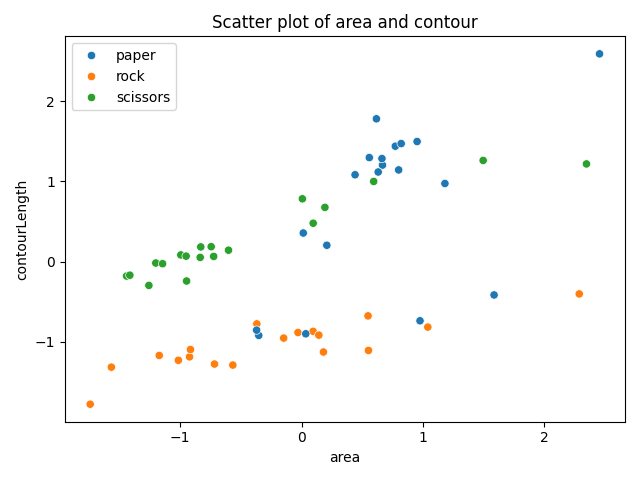 Scatter plot of area and contour
paper
rock
scissors
contourLength
2
1
0
−1
−1
0
1
2
area